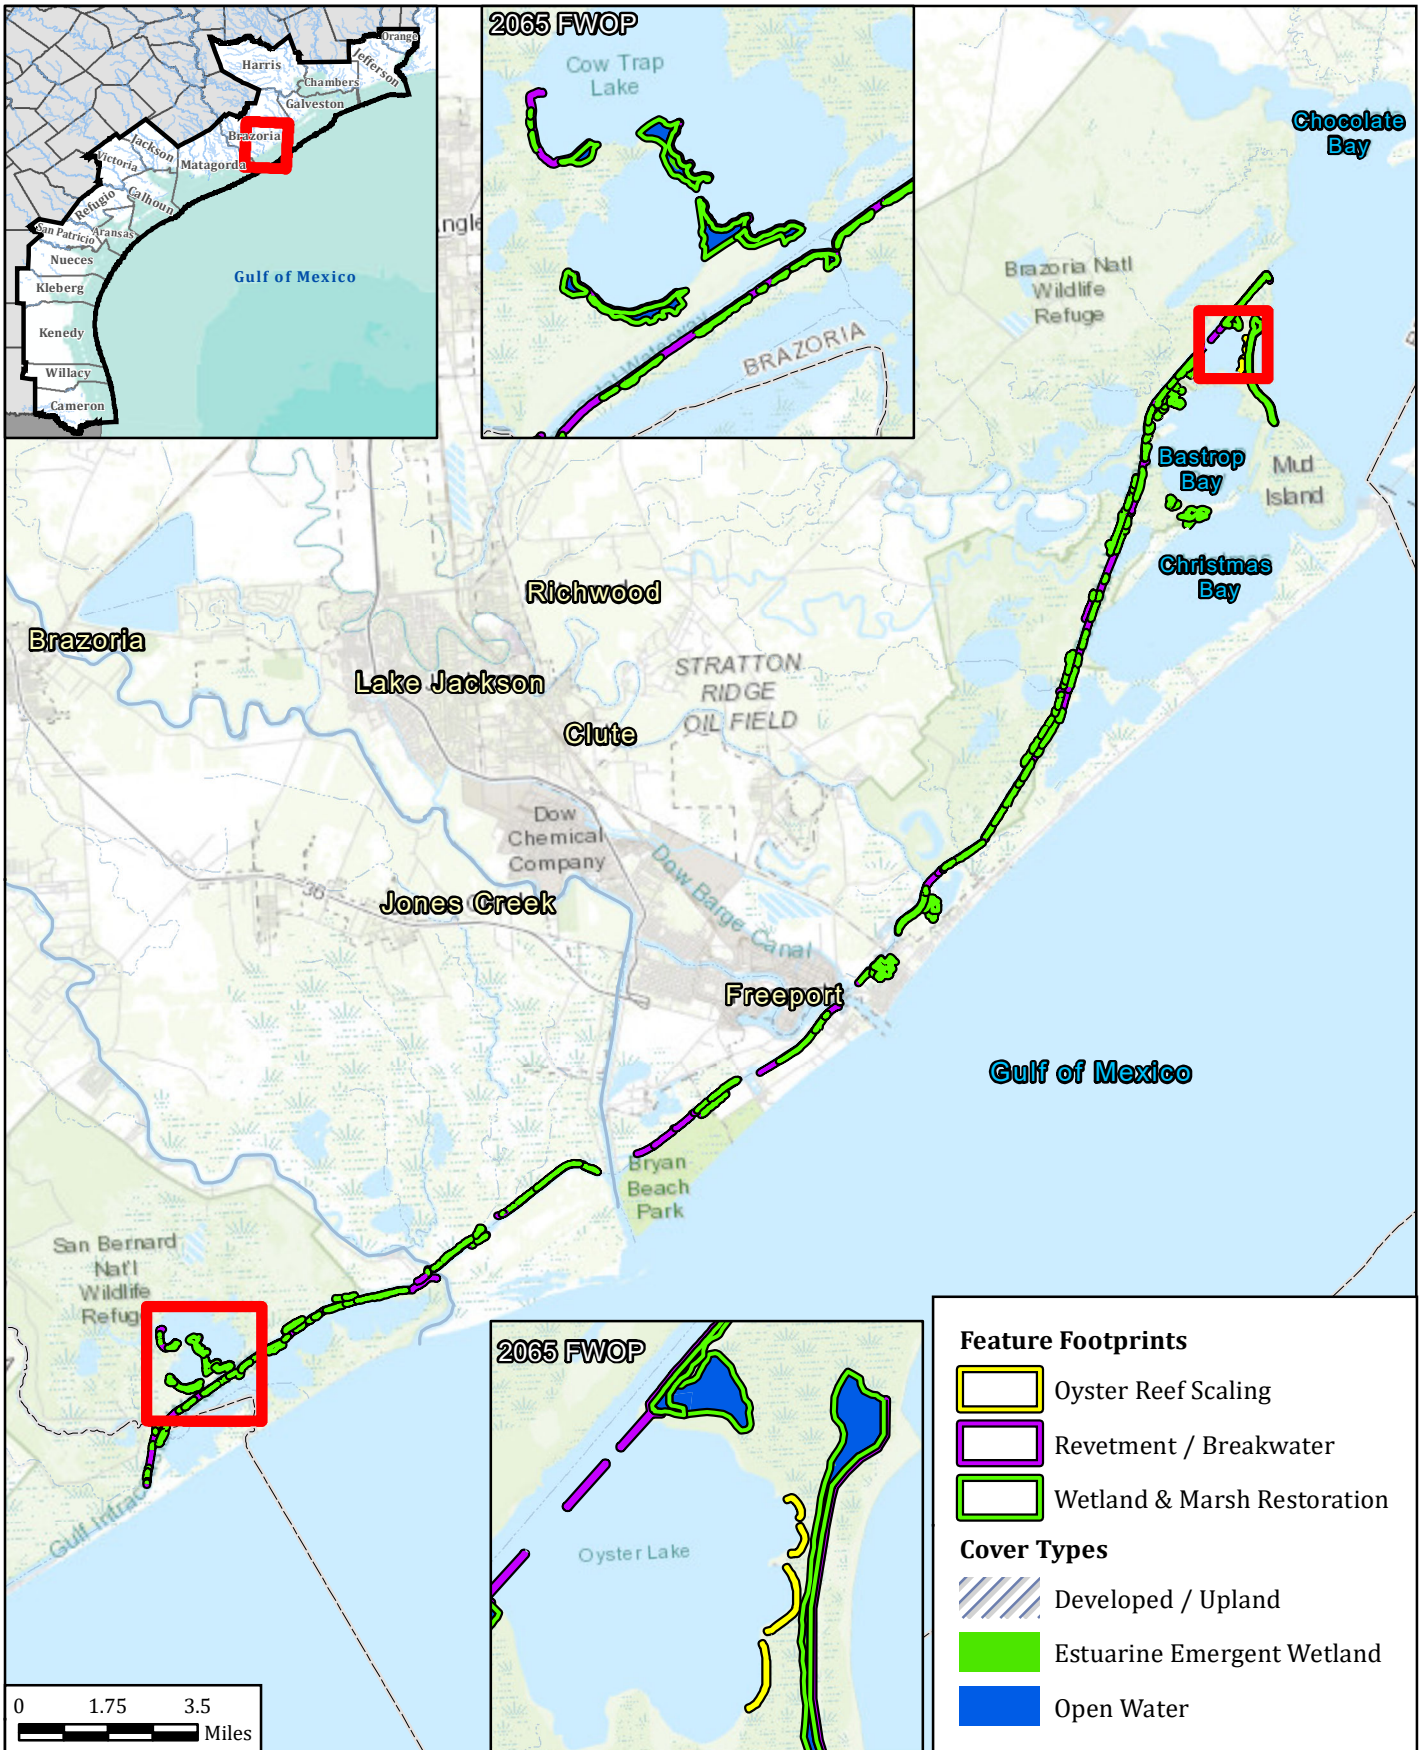 Orange
Jefferson
Harris
Chambers
Galveston
Brazoria
Matagorda
Jackson
Victoria
Calhoun
Refugio
Aransas
San Patricio
Nueces
Kleberg
Kenedy
Willacy
Cameron
Gulf of Mexico
2065 FWOP
Cow Trap
Lake
BRAZORIA
Chocolate
Bay
Brazoria Natl
Wildlife
Refuge
Bastrop
Bay
Mud
Island
Christmas
Bay
Richwood
Brazoria
Lake Jackson
STRATTON
RIDGE
OIL FIELD
Clute
Dow
Chemical
Company
Dow Barge Canal
36
Jones Creek
Freeport
Gulf of Mexico
Bryan
Beach
Park
San Bernard
Nat'l
Wildlife
Refug
Gulf Intrac
2065 FWOP
Oyster Lake
Feature Footprints
Oyster Reef Scaling
Revetment / Breakwater
Wetland & Marsh Restoration
Cover Types
Developed / Upland
Estuarine Emergent Wetland
Open Water
0 1.75 3.5
Miles